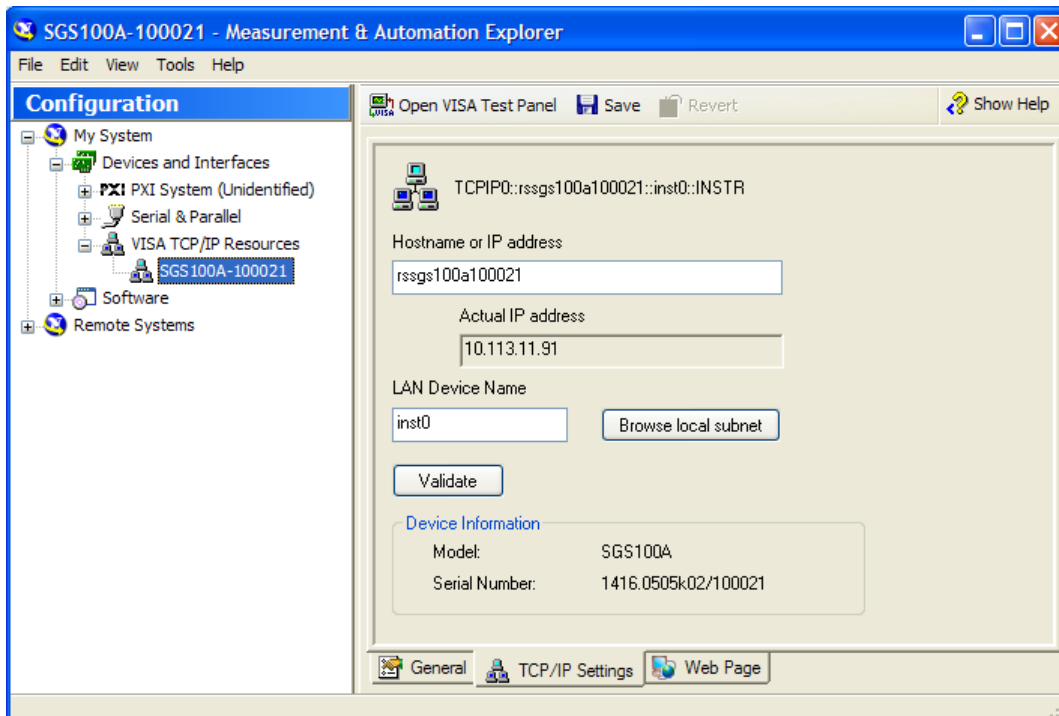 SGS100A-100021 - Measurement & Automation Explorer
File Edit View Tools Help
Configuration
My System
Devices and Interfaces
PXI PXI System (Unidentified)
Serial & Parallel
VISA TCP/IP Resources
SGS100A-100021
Software
Remote Systems
VISA Open VISA Test Panel Save Revert Show Help
TCPIP0::rssgs100a100021::inst0::INSTR
Hostname or IP address
rssgs100a100021
Actual IP address
10.113.11.91
LAN Device Name
inst0 Browse local subnet
Validate
Device Information
Model: SGS100A
Serial Number: 1416.0505k02/100021
General TCP/IP Settings Web Page